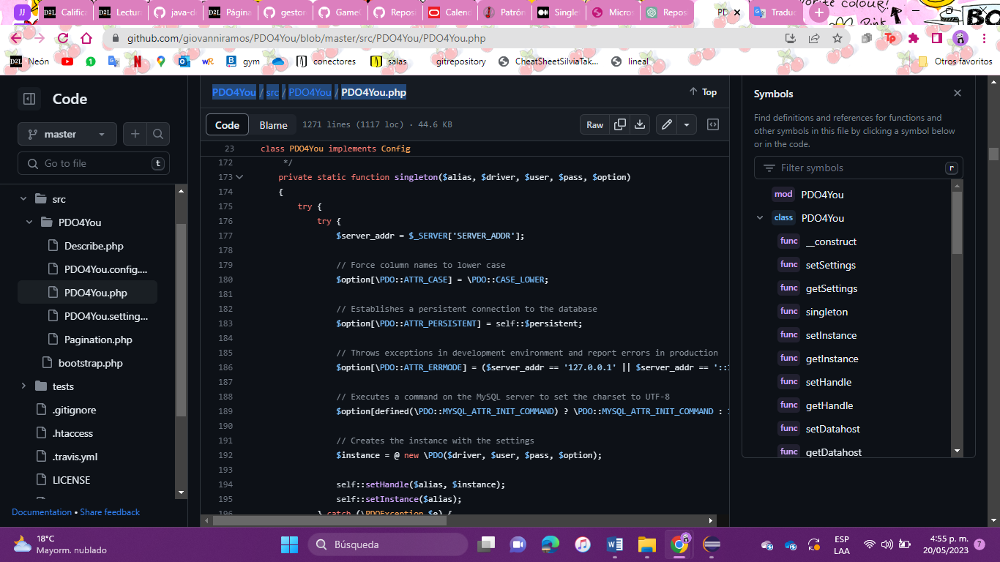 JJ
D2L Califica
D2L Lectura
java-d
D2L Página
gestor
GameC
Reposi
Calend
Patrón
Single
Micros
Repos
PD
Traduc
github.com/giovanniramos/PDO4You/blob/master/src/PDO4You/PDO4You.php
D2L Neón
gym
conectores
salas
gitrepository
CheatSheetSilviaTak...
lineal
Otros favoritos
Code
master
Go to file
t
src
PDO4You
Describe.php
PDO4You.config....
PDO4You.php
PDO4You.setting...
Pagination.php
bootstrap.php
tests
.gitignore
.htaccess
.travis.yml
LICENSE
Documentation • Share feedback
PDO4You / src / PDO4You / PDO4You.php
Top
Code
Blame
1271 lines (1117 loc) · 44.6 KB
Raw
23 class PDO4You implements Config
172 */
173 private static function singleton($alias, $driver, $user, $pass, $option)
174 {
175 try {
176 try {
177 $server_addr = $_SERVER['SERVER_ADDR'];
178
179 // Force column names to lower case
180 $option[\PDO::ATTR_CASE] = \PDO::CASE_LOWER;
181
182 // Establishes a persistent connection to the database
183 $option[\PDO::ATTR_PERSISTENT] = self::$persistent;
184
185 // Throws exceptions in development environment and report errors in production
186 $option[\PDO::ATTR_ERRMODE] = ($server_addr == '127.0.0.1' || $server_addr == '::1
187
188 // Executes a command on the MySQL server to set the charset to UTF-8
189 $option[defined(\PDO::MYSQL_ATTR_INIT_COMMAND) ? \PDO::MYSQL_ATTR_INIT_COMMAND : 1
190
191 // Creates the instance with the settings
192 $instance = @ new \PDO($driver, $user, $pass, $option);
193
194 self::setHandle($alias, $instance);
195 self::setInstance($alias);
196 } catch (\PDOException $e) {
Symbols
Find definitions and references for functions and
other symbols in this file by clicking a symbol below
or in the code.
Filter symbols
r
mod PDO4You
class PDO4You
func __construct
func setSettings
func getSettings
func singleton
func setInstance
func getInstance
func setHandle
func getHandle
func setDatahost
func getDatahost
18°C
Mayorm. nublado
Búsqueda
ESP
LAA
4:55 p. m.
20/05/2023
7